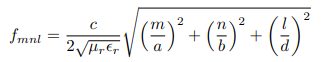 f_{mnl} = \frac{c}{2\sqrt{\mu_r \epsilon_r}} \sqrt{\left(\frac{m}{a}\right)^2 + \left(\frac{n}{b}\right)^2 + \left(\frac{l}{d}\right)^2}